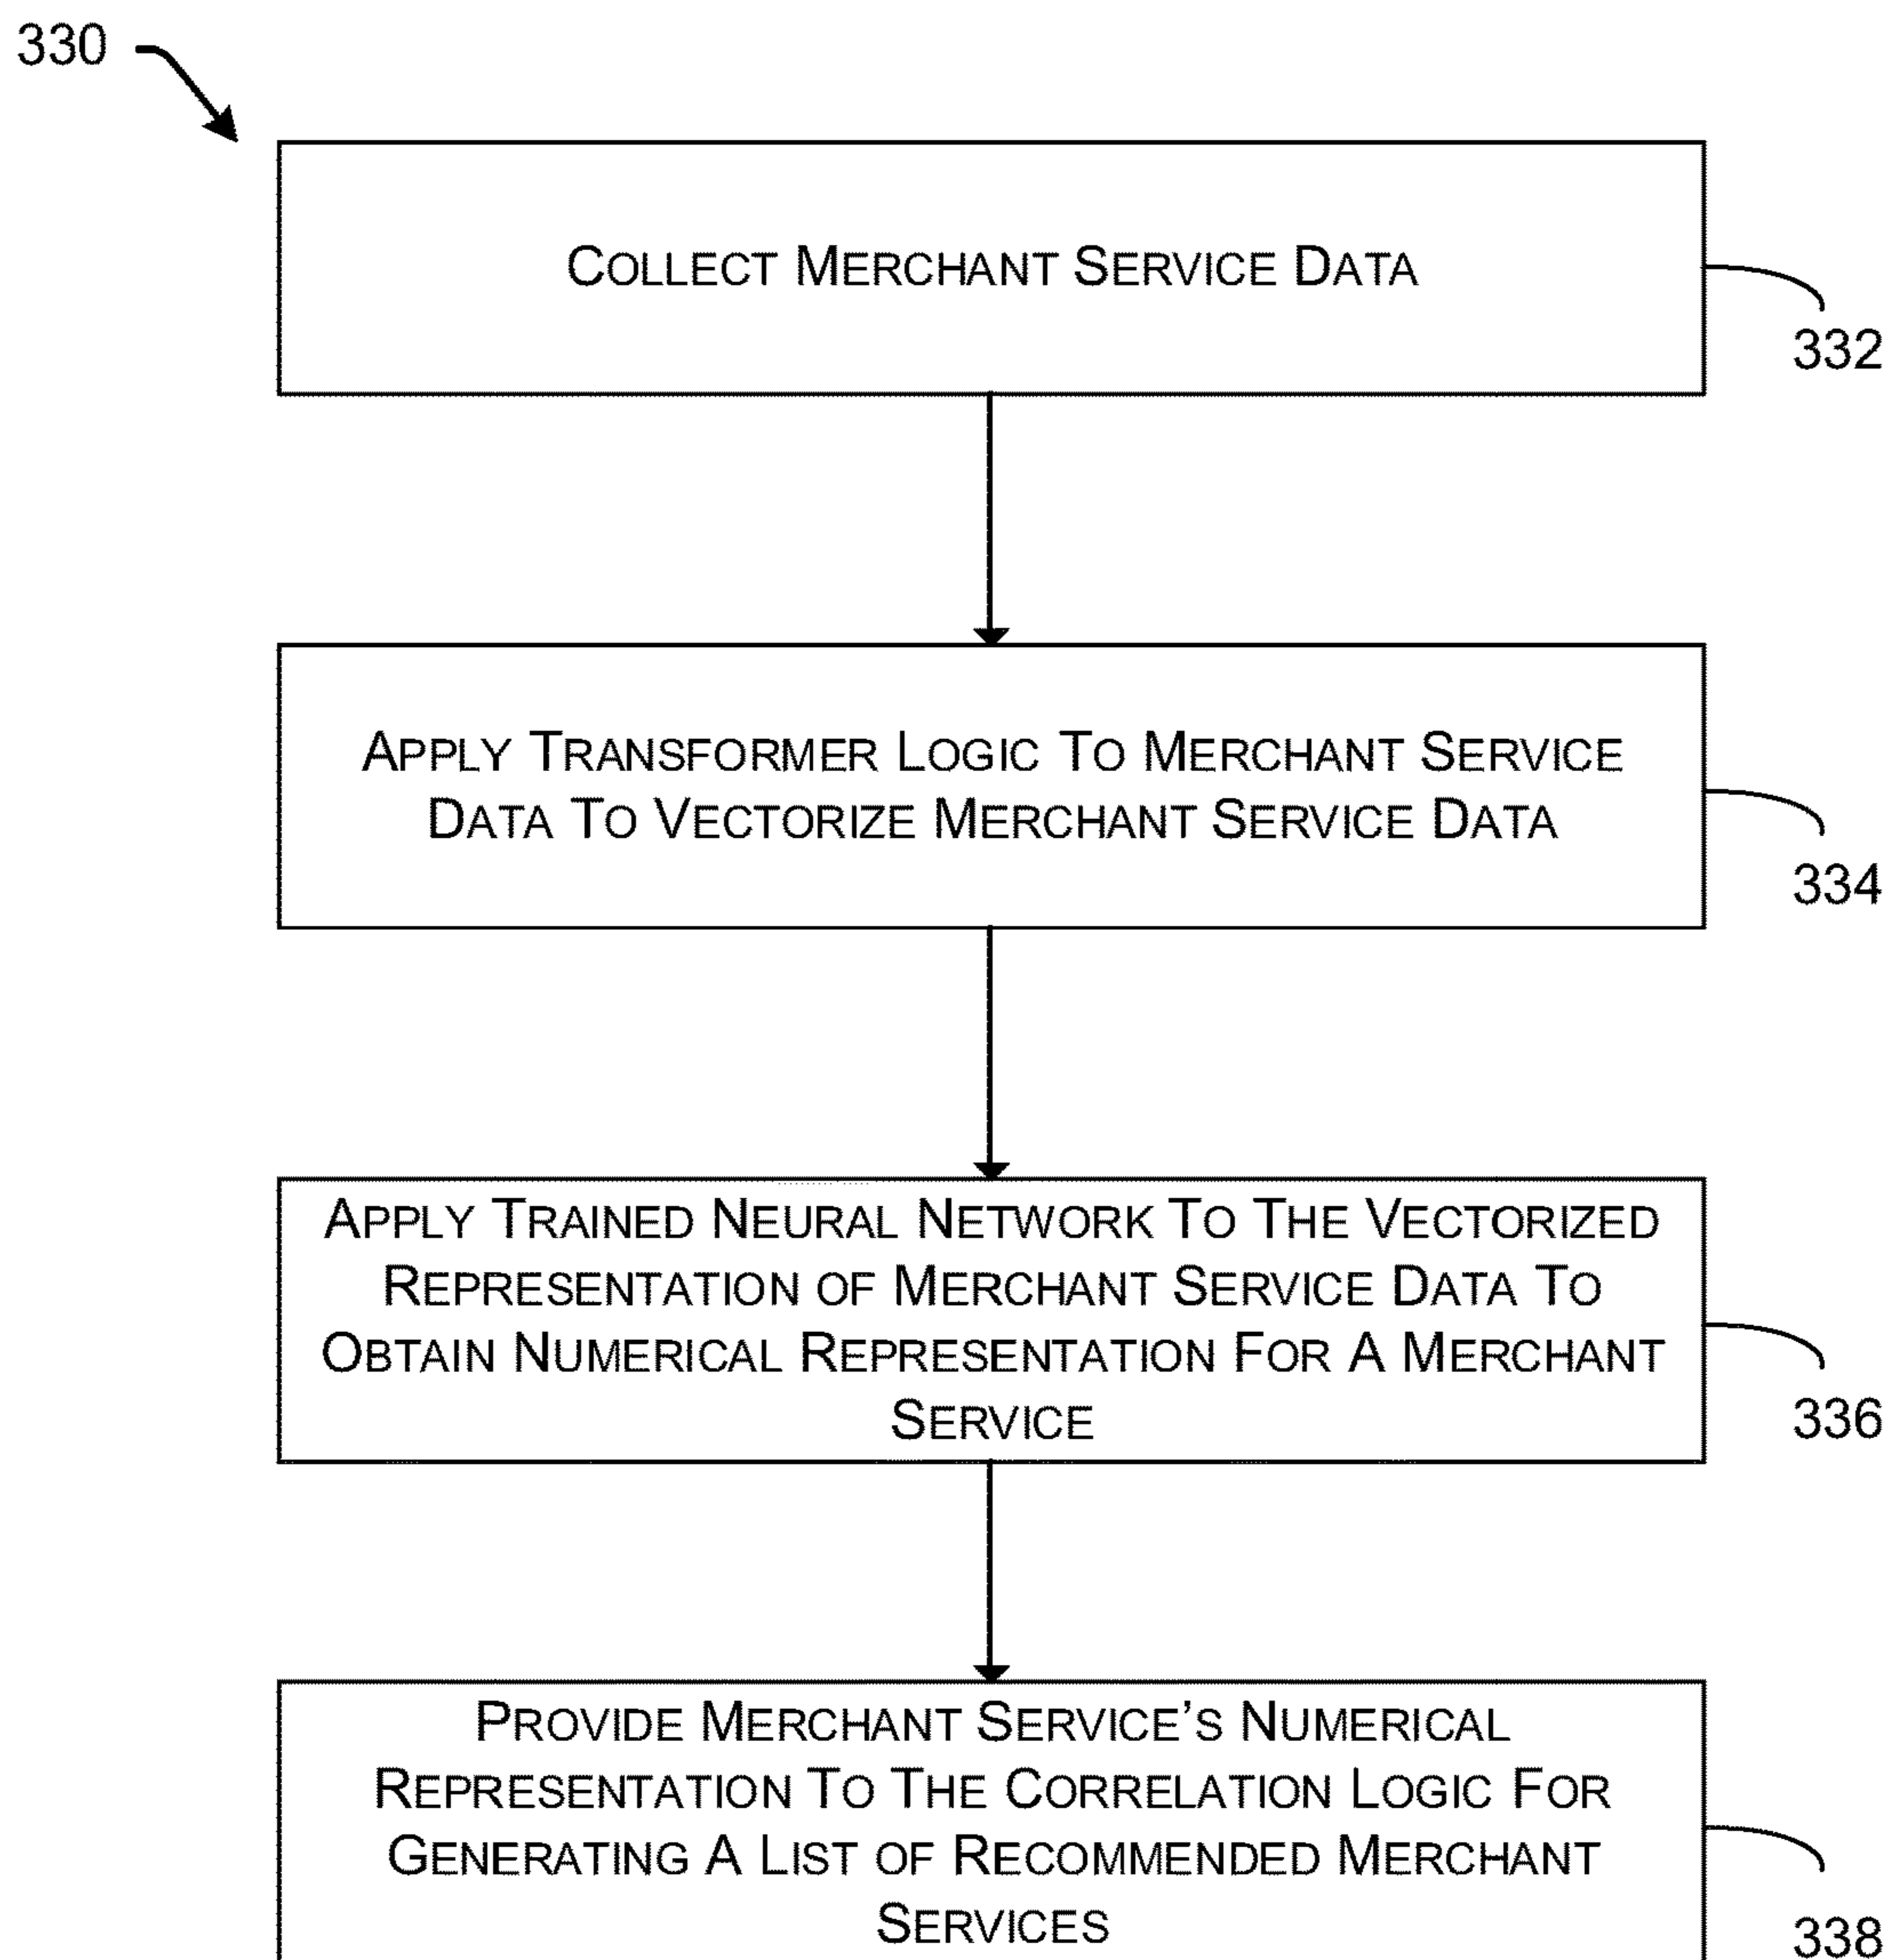 330
COLLECT MERCHANT SERVICE DATA
332
APPLY TRANSFORMER LOGIC TO MERCHANT SERVICE
DATA TO VECTORIZE MERCHANT SERVICE DATA
334
APPLY TRAINED NEURAL NETWORK TO THE VECTORIZED
REPRESENTATION OF MERCHANT SERVICE DATA TO
OBTAIN NUMERICAL REPRESENTATION FOR A MERCHANT
SERVICE
336
PROVIDE MERCHANT SERVICE’S NUMERICAL
REPRESENTATION TO THE CORRELATION LOGIC FOR
GENERATING A LIST OF RECOMMENDED MERCHANT
SERVICES
338